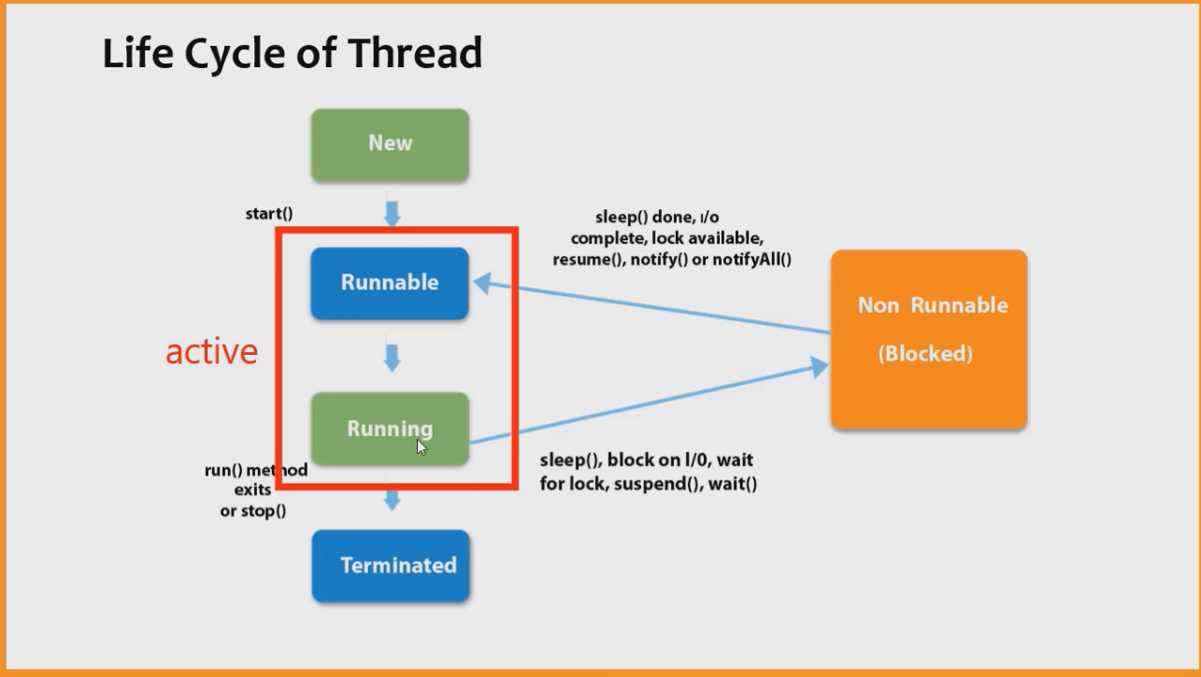 Life Cycle of Thread
New
start()
sleep() done, I/o
complete, lock available,
resume(), notify() or notifyAll()
Runnable
Non Runnable
(Blocked)
active
Running
sleep(), block on I/0, wait
for lock, suspend(), wait()
run() method
exits
or stop()
Terminated